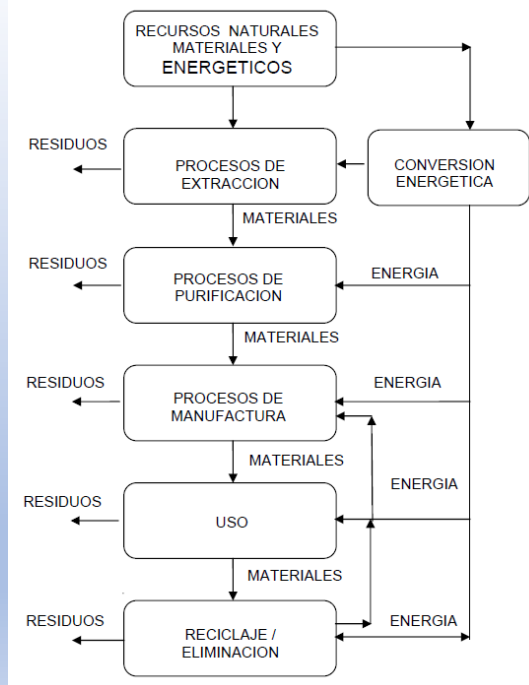 RECURSOS NATURALES
MATERIALES Y
ENERGETICOS
RESIDUOS
PROCESOS DE
EXTRACCION
CONVERSION
ENERGETICA
MATERIALES
RESIDUOS
PROCESOS DE
PURIFICACION
ENERGIA
MATERIALES
RESIDUOS
PROCESOS DE
MANUFACTURA
ENERGIA
MATERIALES
ENERGIA
RESIDUOS
USO
MATERIALES
RESIDUOS
RECICLAJE /
ELIMINACION
ENERGIA